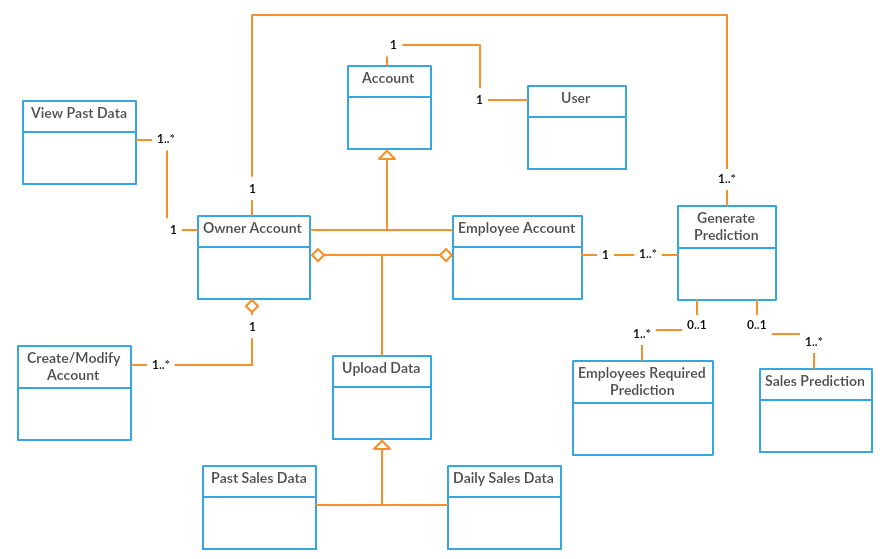 1
Account
1
User
View Past Data
1..*
1
1..*
1
Owner Account
Employee Account
Generate
Prediction
1
1..*
1
0..1
0..1
1..*
1..*
Create/Modify
Account
1..*
Upload Data
Employees Required
Prediction
Sales Prediction
Past Sales Data
Daily Sales Data